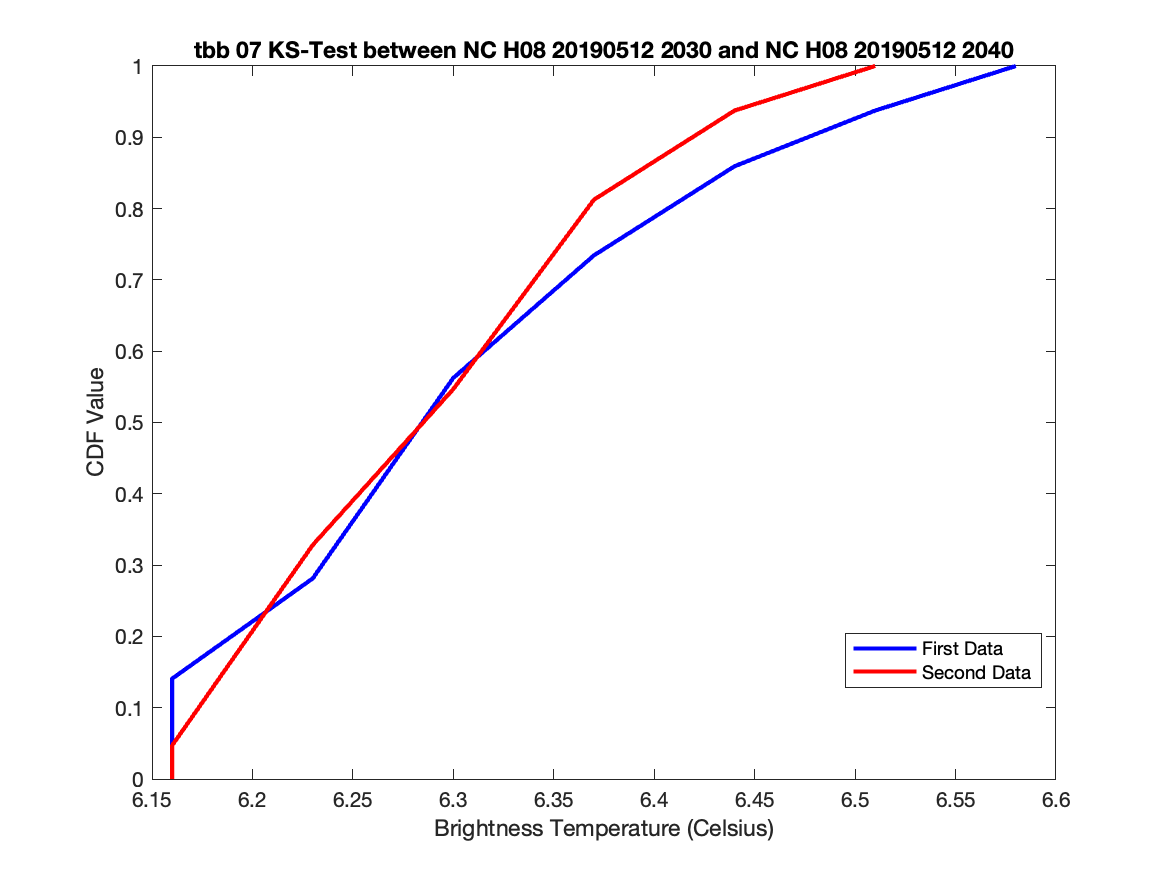 tbb 07 KS-Test between NC H08 20190512 2030 and NC H08 20190512 2040
1
0.9
0.8
0.7
0.6
0.5
0.4
0.3
0.2
0.1
0
CDF Value
First Data
Second Data
6.15 6.2 6.25 6.3 6.35 6.4 6.45 6.5 6.55 6.6
Brightness Temperature (Celsius)